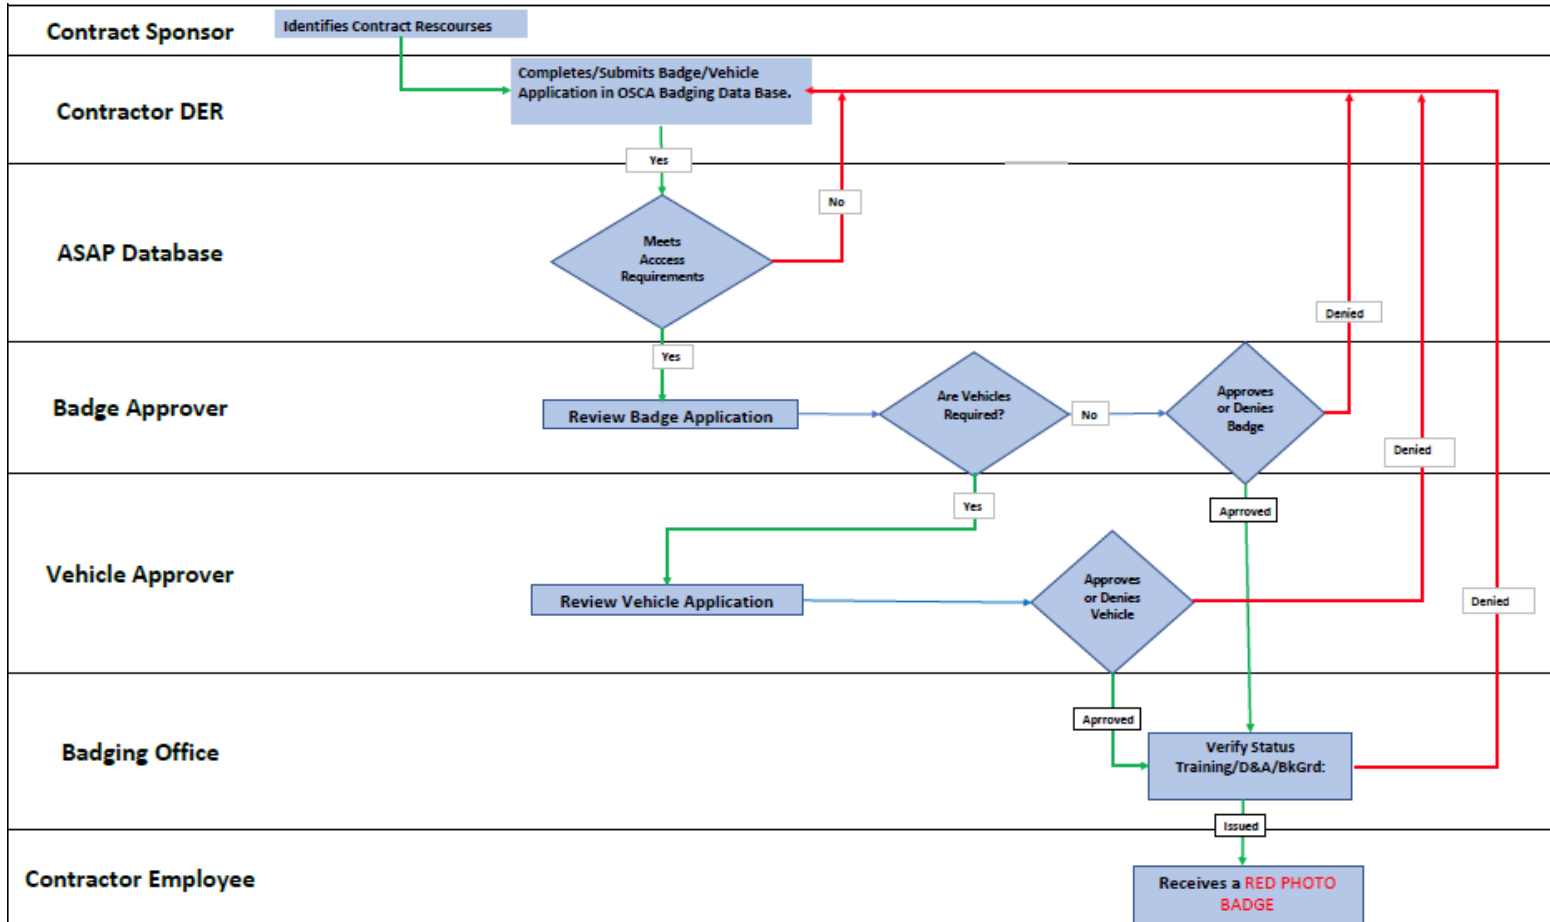 Contract Sponsor
Identifies Contract Rescourses
Contractor DER
Completes/Submits Badge/Vehicle
Application in OSCA Badging Data Base.
Yes
ASAP Database
Meets
Acccess
Requirements
No
Denied
Yes
Badge Approver
Review Badge Application
Are Vehicles
Required?
No
Approves
or Denies
Badge
Denied
Yes
Aprroved
Vehicle Approver
Review Vehicle Application
Approves
or Denies
Vehicle
Denied
Aprroved
Badging Office
Verify Status
Training/D&A/BkGrd:
Issued
Contractor Employee
Receives a RED PHOTO
BADGE